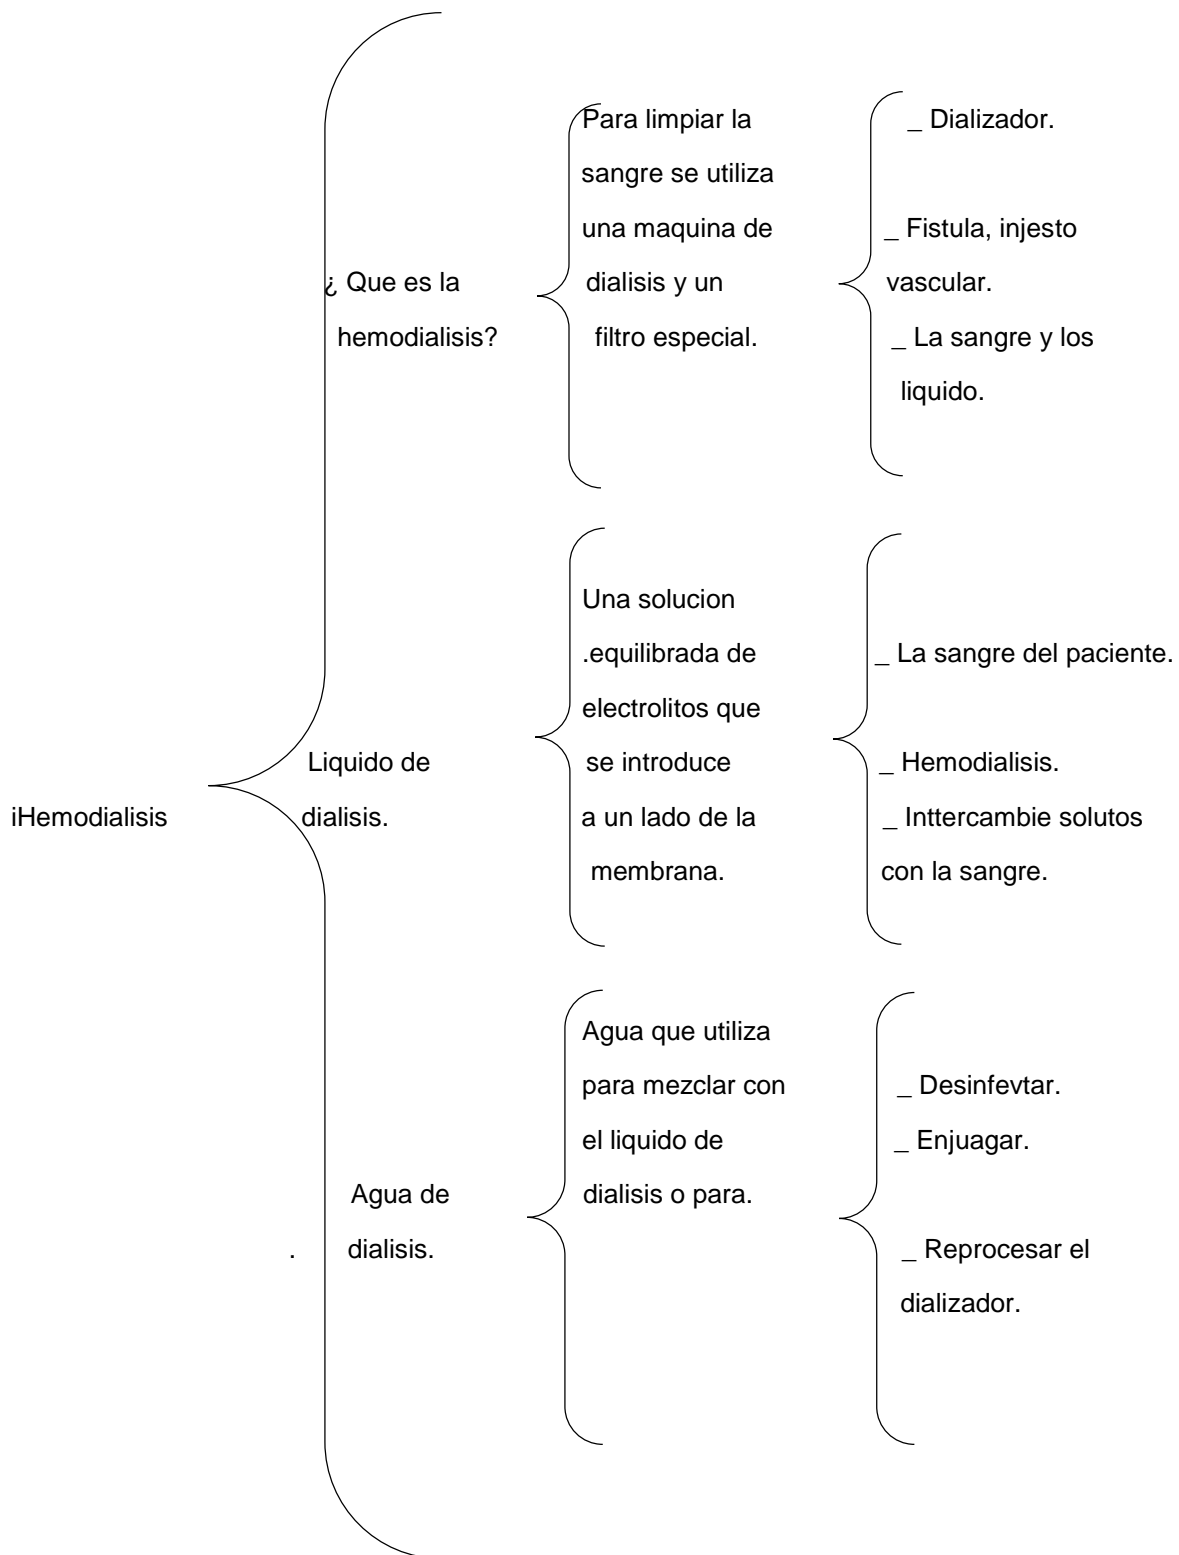 Para limpiar la
sangre se utiliza
una maquina de
dialisis y un
filtro especial.
_ Dializador.
_ Fistula, injesto
vascular.
_ La sangre y los
liquido.
¿ Que es la
hemodialisis?
Una solucion
.equilibrada de
electrolitos que
se introduce
a un lado de la
membrana.
_ La sangre del paciente.
_ Hemodialisis.
_ Inttercambie solutos
con la sangre.
Liquido de
dialisis.
iHemodialisis
Agua que utiliza
para mezclar con
el liquido de
dialisis o para.
_ Desinfevtar.
_ Enjuagar.
_ Reprocesar el
dializador.
Agua de
. dialisis.